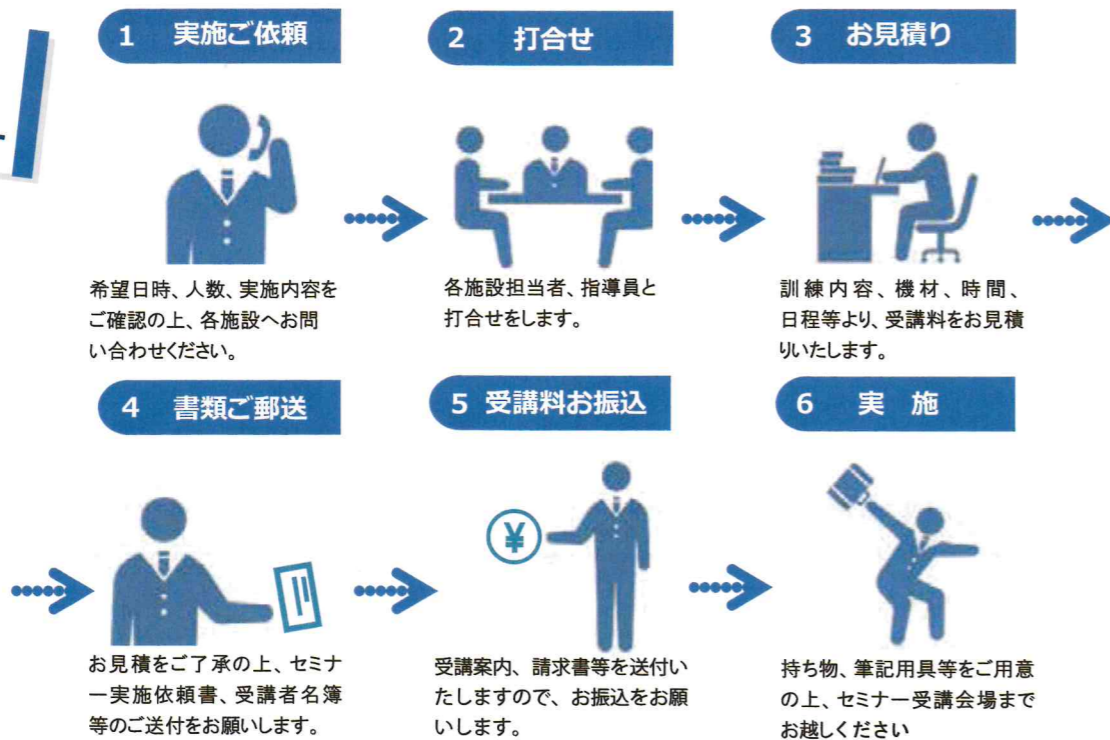 1 実施ご依頼
希望日時、人数、実施内容を
ご確認の上、各施設へお問
い合わせください。
2 打合せ
各施設担当者、指導員と
打合せをします。
3 お見積り
訓練内容、機材、時間、
日程等より、受講料をお見積
りいたします。
4 書類ご郵送
お見積をご了承の上、セミナ
ー実施依頼書、受講者名簿
等のご送付をお願いします。
5 受講料お振込
¥
受講案内、請求書等を送付い
たしますので、お振込をお願
いします。
6 実 施
持ち物、筆記用具等をご用意
の上、セミナー受講会場まで
お越しください